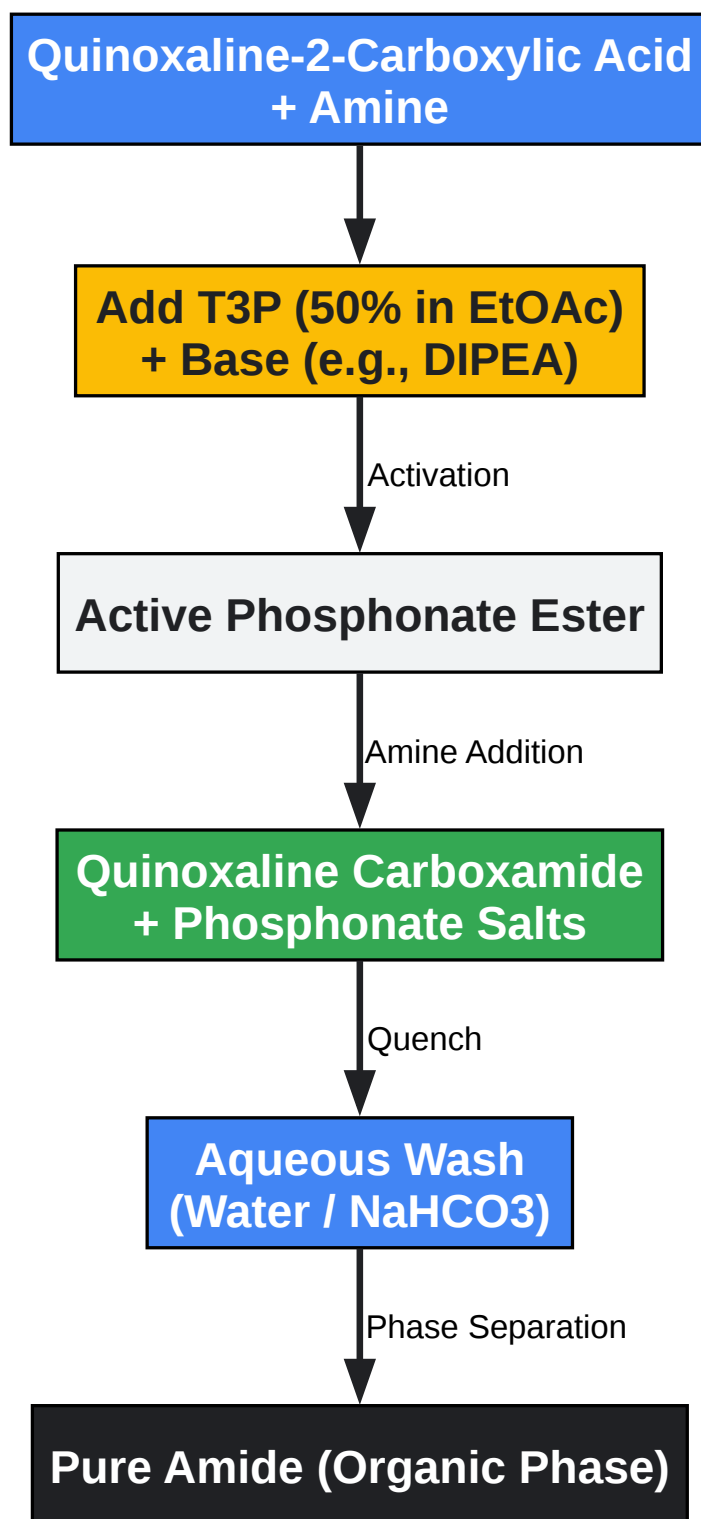 Quinoxaline-2-Carboxylic Acid
+ Amine
Add T3P (50% in EtOAc)
+ Base (e.g., DIPEA)
Activation
Active Phosphonate Ester
Amine Addition
Quinoxaline Carboxamide
+ Phosphonate Salts
Quench
Aqueous Wash
(Water / NaHCO3)
Phase Separation
Pure Amide (Organic Phase)